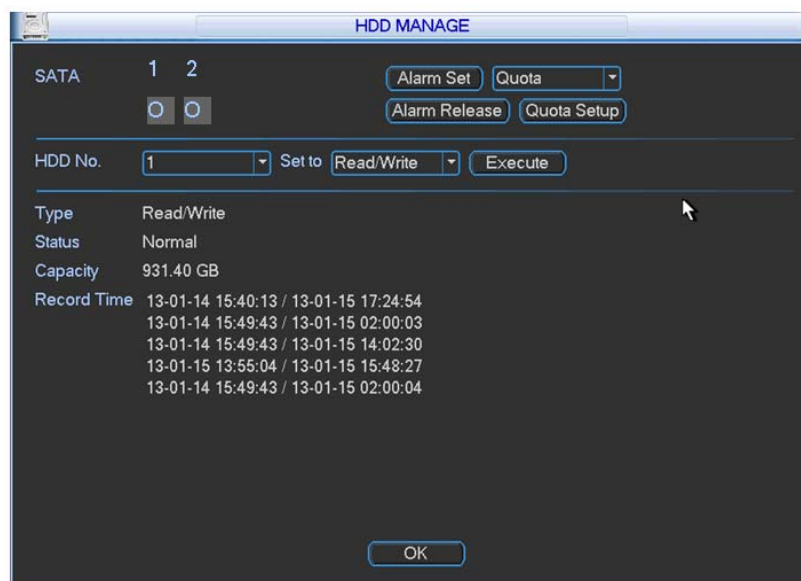 HDD MANAGE
SATA 1 2 Alarm Set Quota
O O Alarm Release Quota Setup
HDD No. 1 Set to Read/Write Execute
Type Read/Write
Status Normal
Capacity 931.40 GB
Record Time 13-01-14 15:40:13 / 13-01-15 17:24:54
13-01-14 15:49:43 / 13-01-15 02:00:03
13-01-14 15:49:43 / 13-01-15 14:02:30
13-01-15 13:55:04 / 13-01-15 15:48:27
13-01-14 15:49:43 / 13-01-15 02:00:04
OK